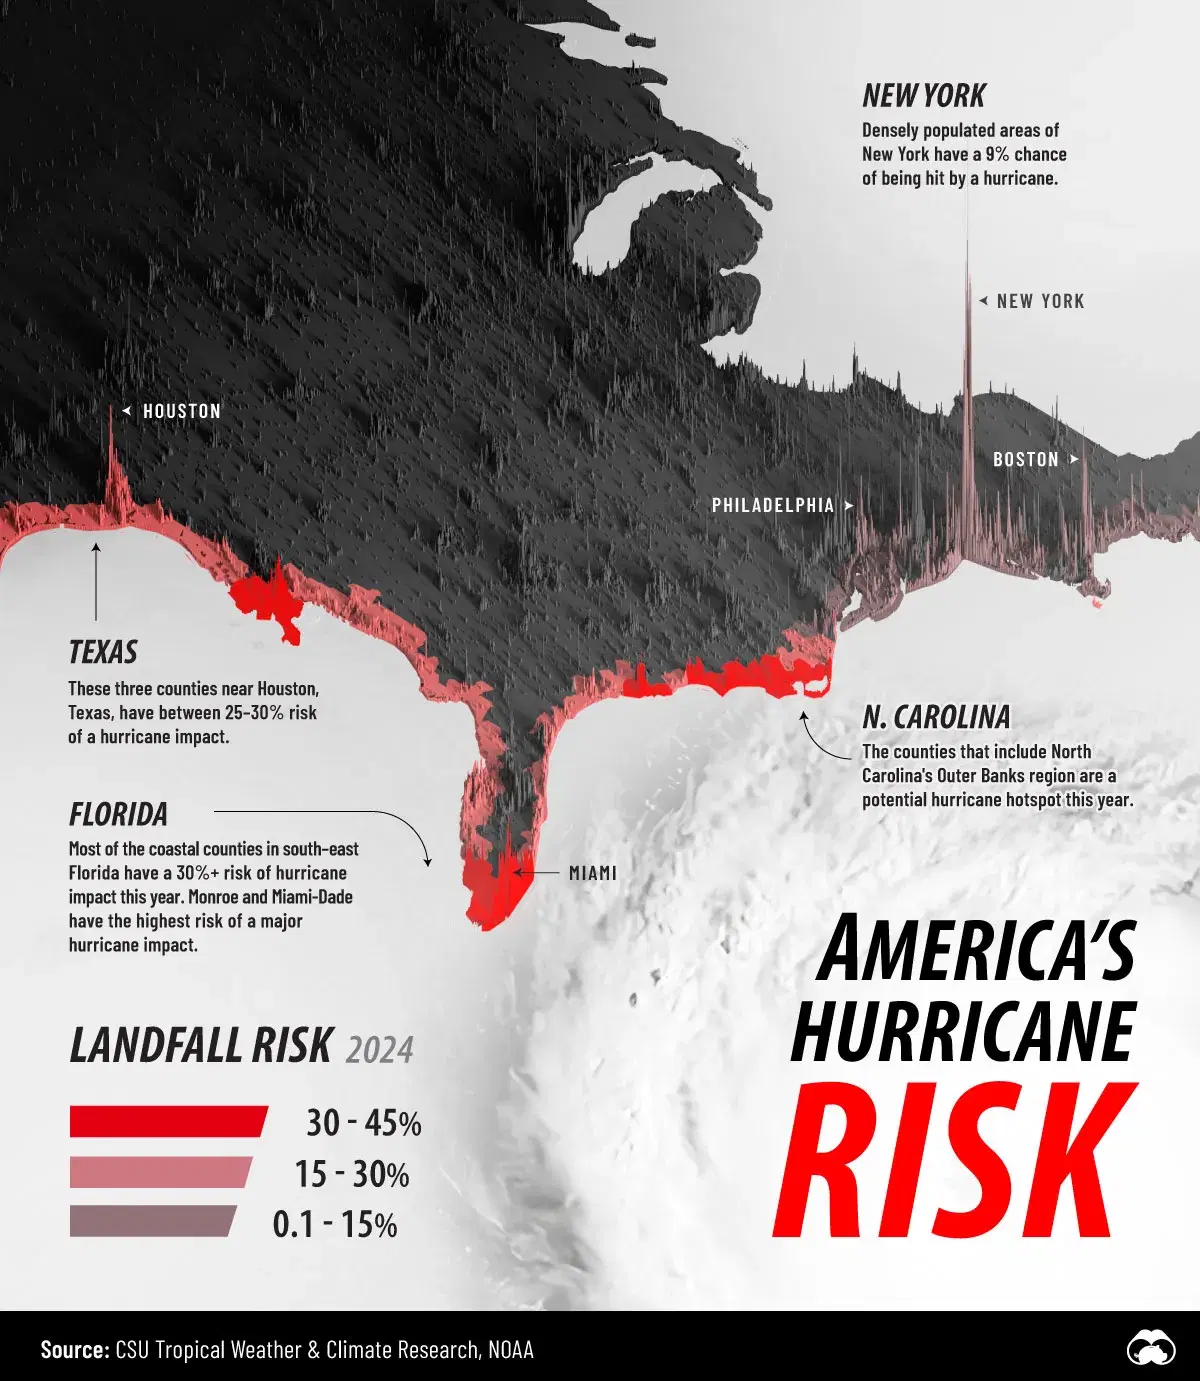 NEW YORK
Densely populated areas of
New York have a 9% chance
of being hit by a hurricane.
NEW YORK
HOUSTON
BOSTON
PHILADELPHIA
TEXAS
These three counties near Houston,
Texas, have between 25-30% risk
of a hurricane impact.
N. CAROLINA
The counties that include North
Carolina's Outer Banks region are a
potential hurricane hotspot this year.
FLORIDA
Most of the coastal counties in south-east
Florida have a 30%+ risk of hurricane
impact this year. Monroe and Miami-Dade
have the highest risk of a major
hurricane impact.
MIAMI
AMERICA'S
HURRICANE
RISK
LANDFALL RISK 2024
30 - 45%
15 - 30%
0.1 - 15%
Source: CSU Tropical Weather & Climate Research, NOAA